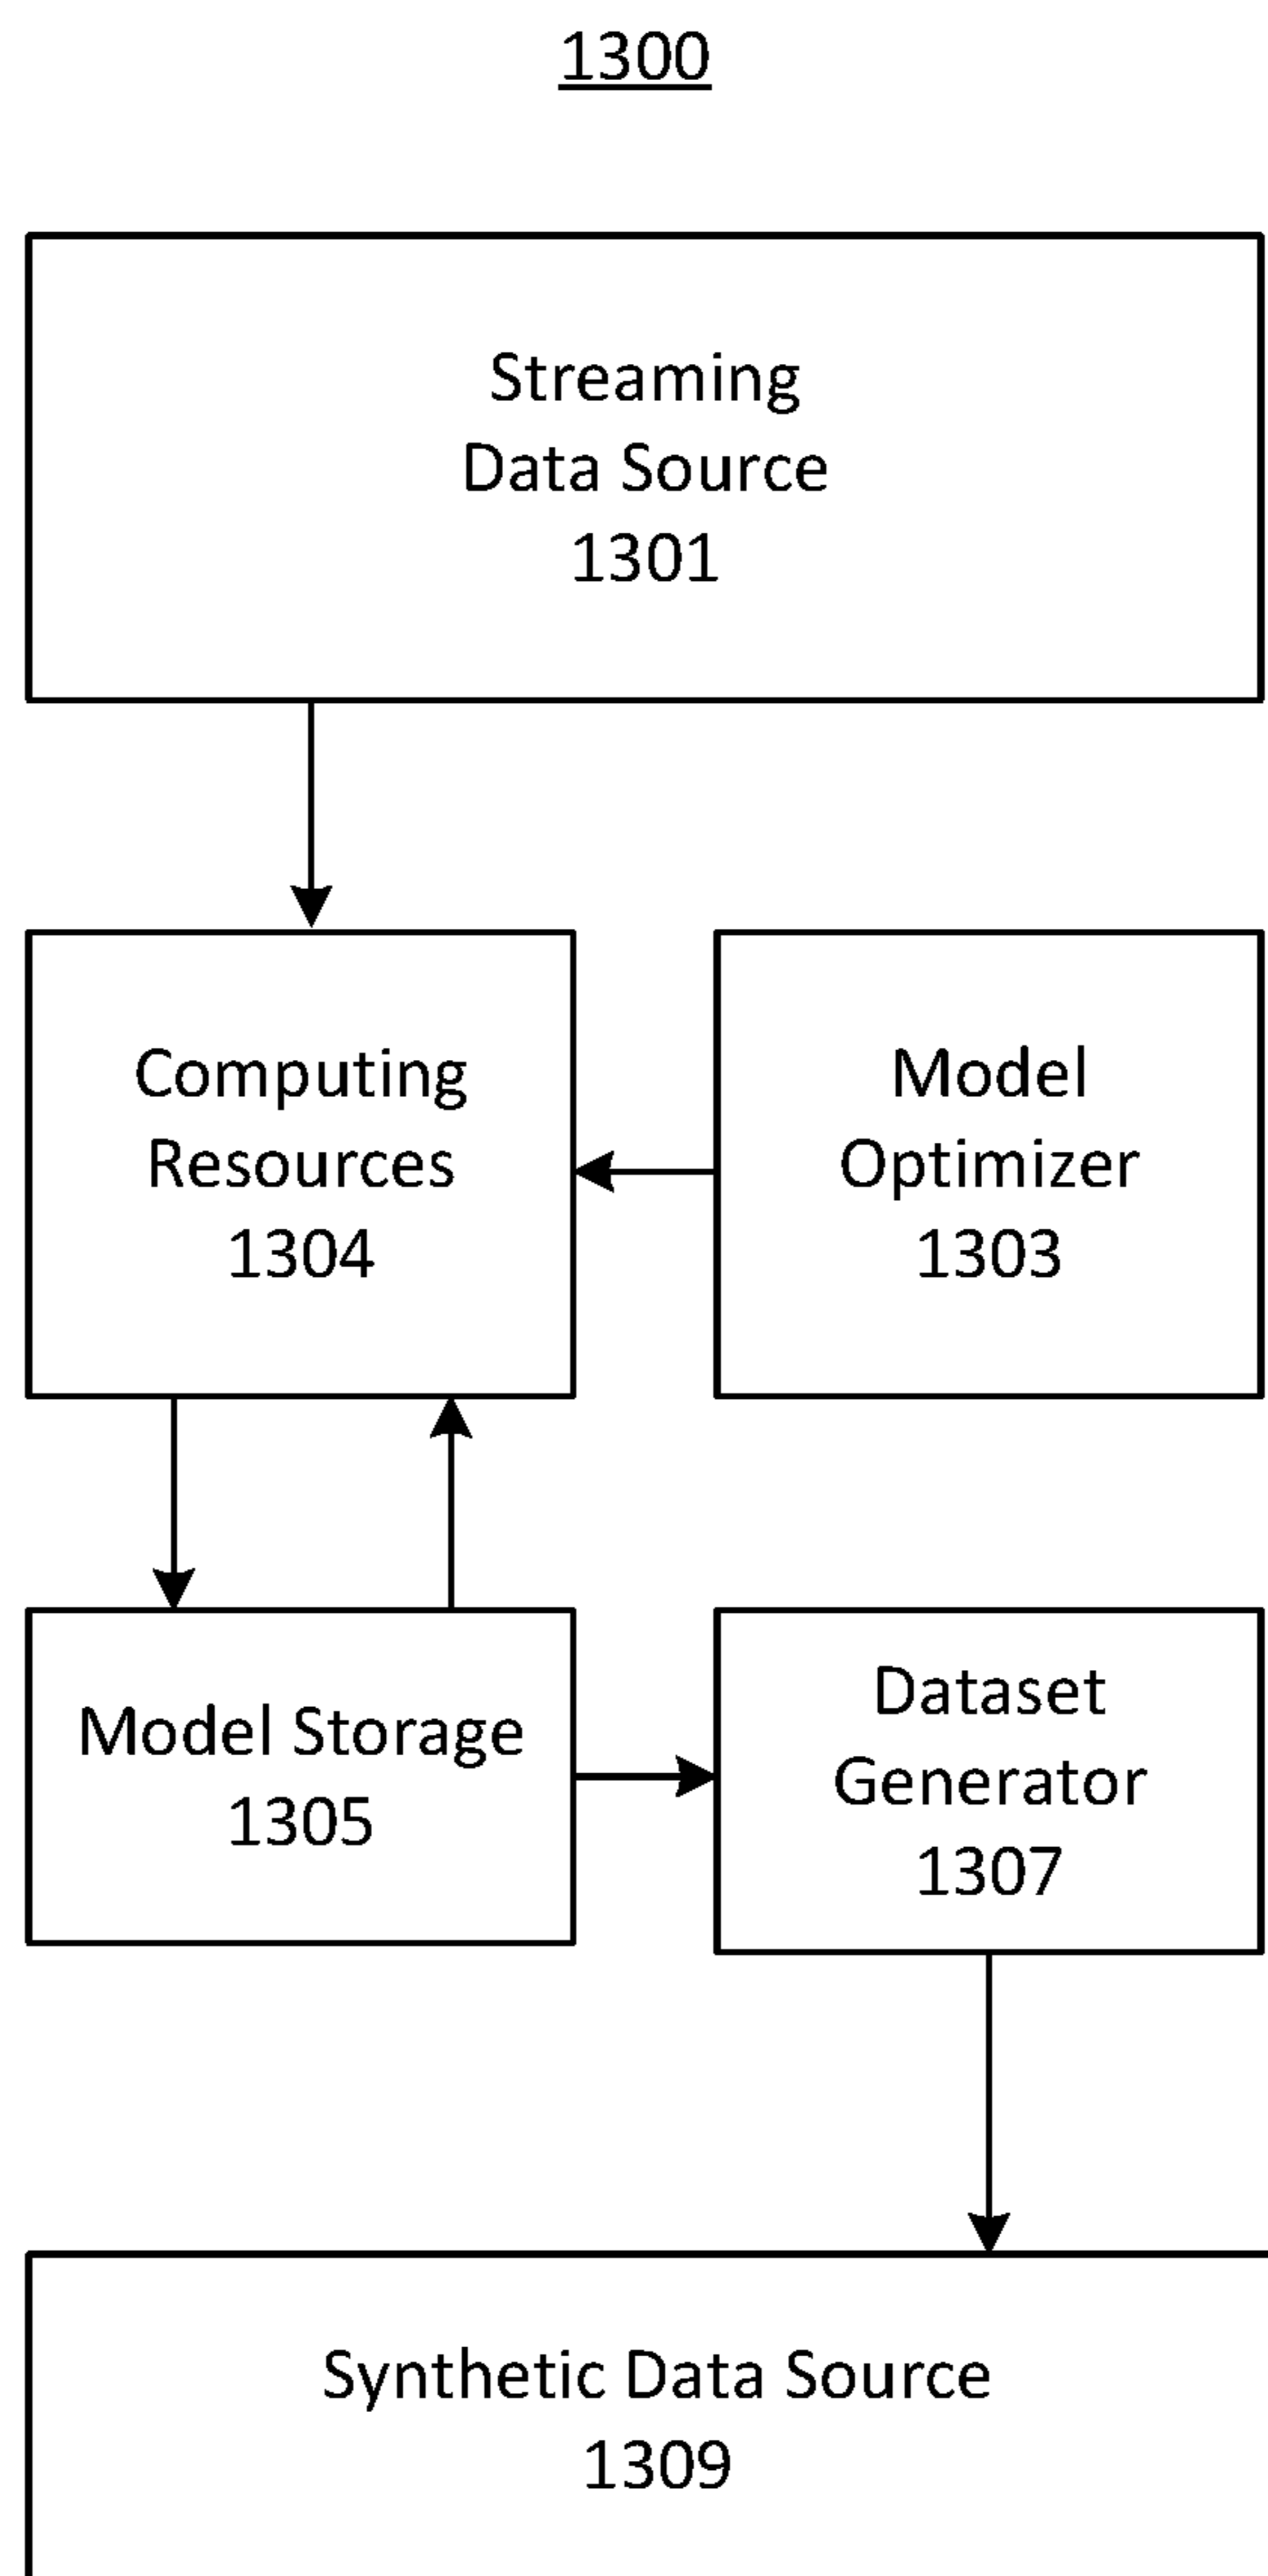 1300
Streaming
Data Source
1301
Computing
Resources
1304
Model
Optimizer
1303
Model Storage
1305
Dataset
Generator
1307
Synthetic Data Source
1309